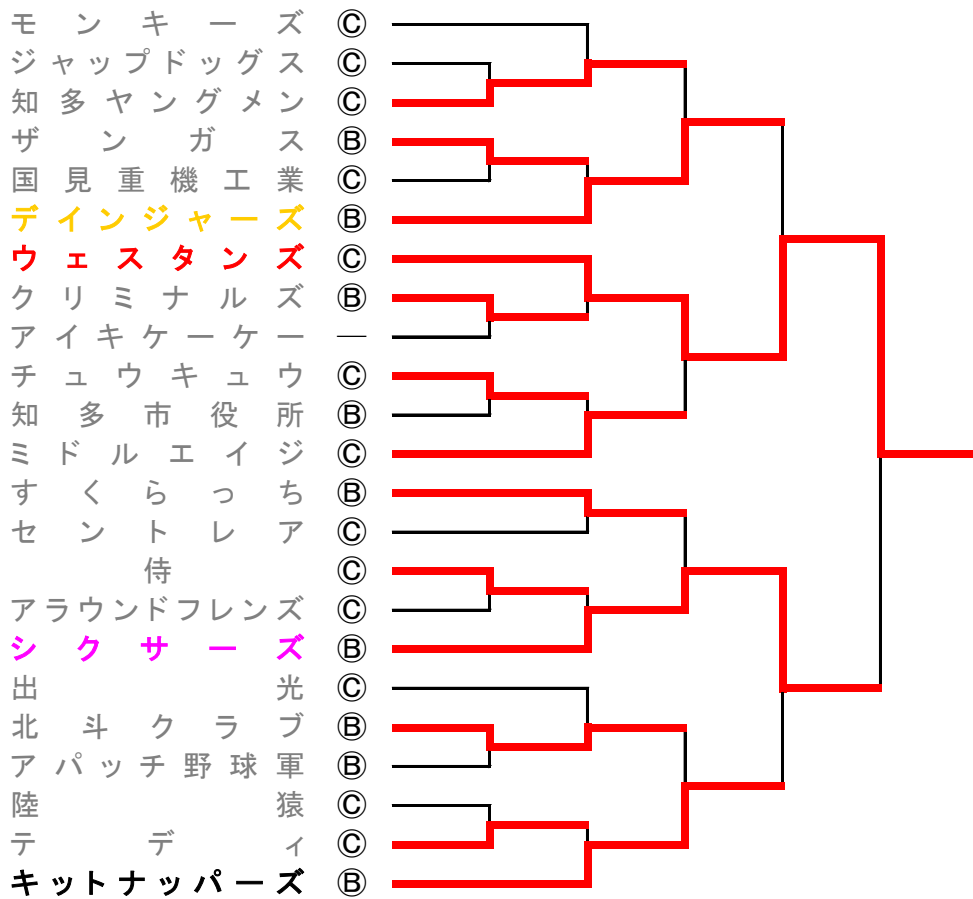 モンキーズ Ⓒ
ジャップドッグス Ⓒ
知多ヤングメン Ⓒ
ザンガス Ⓑ
国見重機工業 Ⓒ
デインジャーズ Ⓑ
ウェスタンズ Ⓒ
クリミナルズ Ⓑ
アイキケーケー ―
チュウキュウ Ⓒ
知多市役所 Ⓑ
ミドルエイジ Ⓒ
すくらっち Ⓑ
セントレア Ⓒ
侍 Ⓒ
アラウンドフレンズ Ⓒ
シクサーズ Ⓑ
出光 Ⓒ
北斗クラブ Ⓑ
アパッチ野球軍 Ⓑ
陸猿 Ⓒ
テディ Ⓒ
キットナッパーズ Ⓑ